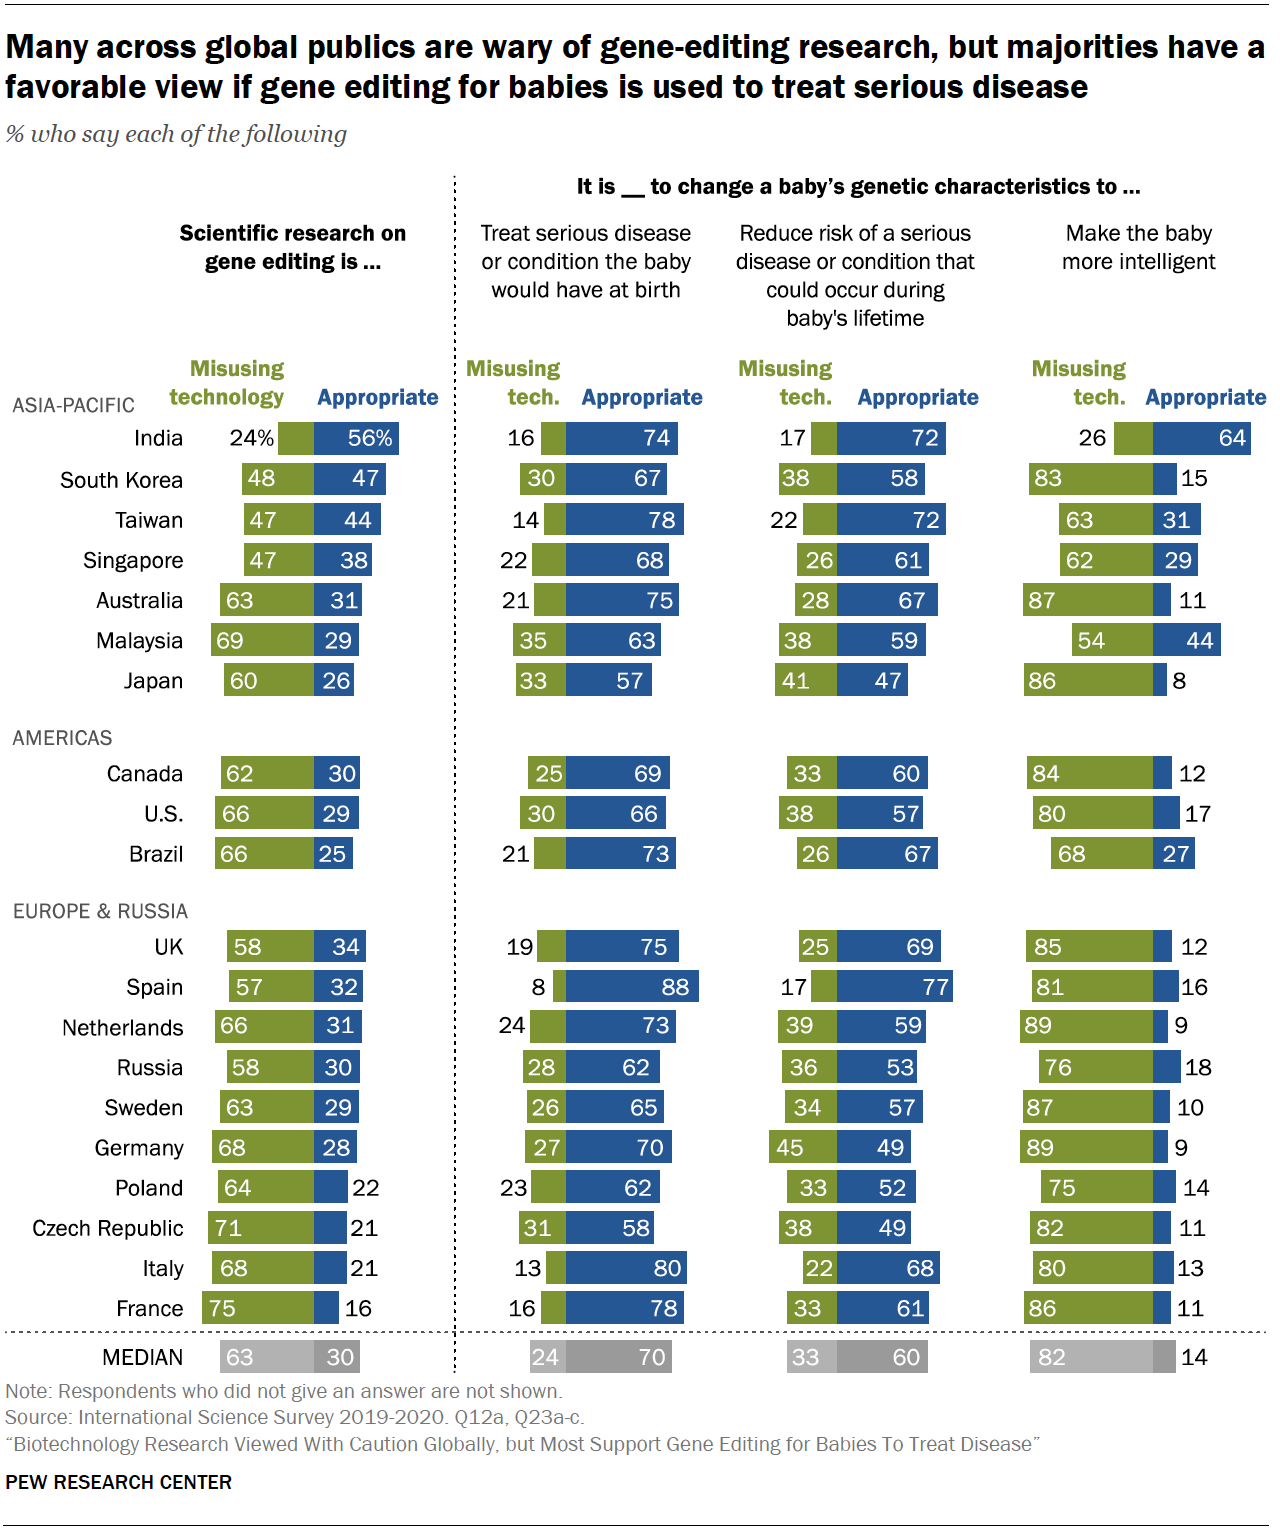 Many across global publics are wary of gene-editing research, but majorities have a
favorable view if gene editing for babies is used to treat serious disease
% who say each of the following
It is __ to change a baby’s genetic characteristics to ...
Scientific research on
gene editing is ...
Treat serious disease
or condition the baby
would have at birth
Reduce risk of a serious
disease or condition that
could occur during
baby's lifetime
Make the baby
more intelligent
Misusing
technology Appropriate
Misusing
tech. Appropriate
Misusing
tech. Appropriate
Misusing
tech. Appropriate
ASIA-PACIFIC
India 24% 56% 16 74 17 72 26 64
South Korea 48 47 30 67 38 58 83 15
Taiwan 47 44 14 78 22 72 63 31
Singapore 47 38 22 68 26 61 62 29
Australia 63 31 21 75 28 67 87 11
Malaysia 69 29 35 63 38 59 54 44
Japan 60 26 33 57 41 47 86 8
AMERICAS
Canada 62 30 25 69 33 60 84 12
U.S. 66 29 30 66 38 57 80 17
Brazil 66 25 21 73 26 67 68 27
EUROPE & RUSSIA
UK 58 34 19 75 25 69 85 12
Spain 57 32 8 88 17 77 81 16
Netherlands 66 31 24 73 39 59 89 9
Russia 58 30 28 62 36 53 76 18
Sweden 63 29 26 65 34 57 87 10
Germany 68 28 27 70 45 49 89 9
Poland 64 22 23 62 33 52 75 14
Czech Republic 71 21 31 58 38 49 82 11
Italy 68 21 13 80 22 68 80 13
France 75 16 16 78 33 61 86 11
MEDIAN 63 30 24 70 33 60 82 14
Note: Respondents who did not give an answer are not shown.
Source: International Science Survey 2019-2020. Q12a, Q23a-c.
“Biotechnology Research Viewed With Caution Globally, but Most Support Gene Editing for Babies To Treat Disease”
PEW RESEARCH CENTER